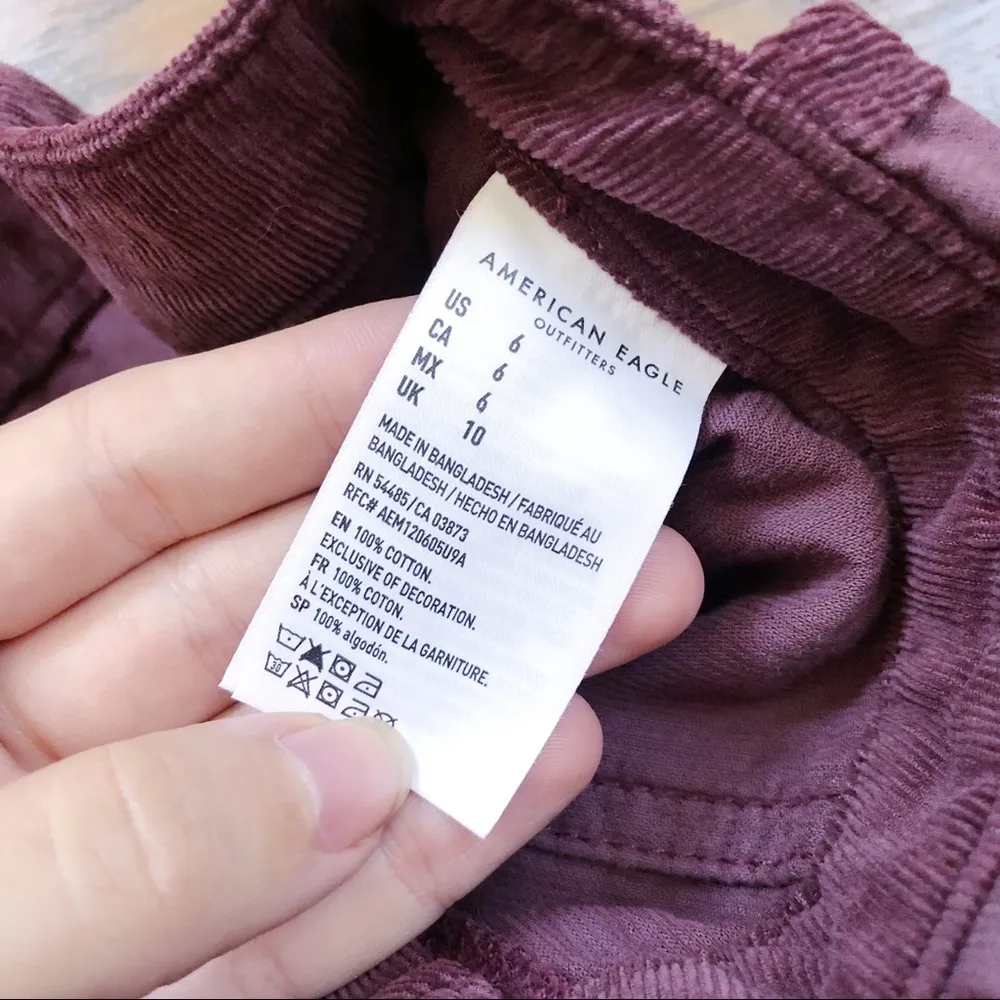 AMERICAN EAGLE
OUTFITTERS
US 6
CA 6
MX 6
UK 10
MADE IN BANGLADESH / FABRIQUÉ AU
BANGLADESH / HECHO EN BANGLADESH
RN 54485 / CA 03873
RFC# AEM120605U9A
EN 100% COTTON.
EXCLUSIVE OF DECORATION.
FR 100% COTON.
À L'EXCEPTION DE LA GARNITURE.
SP 100% algodón.
30